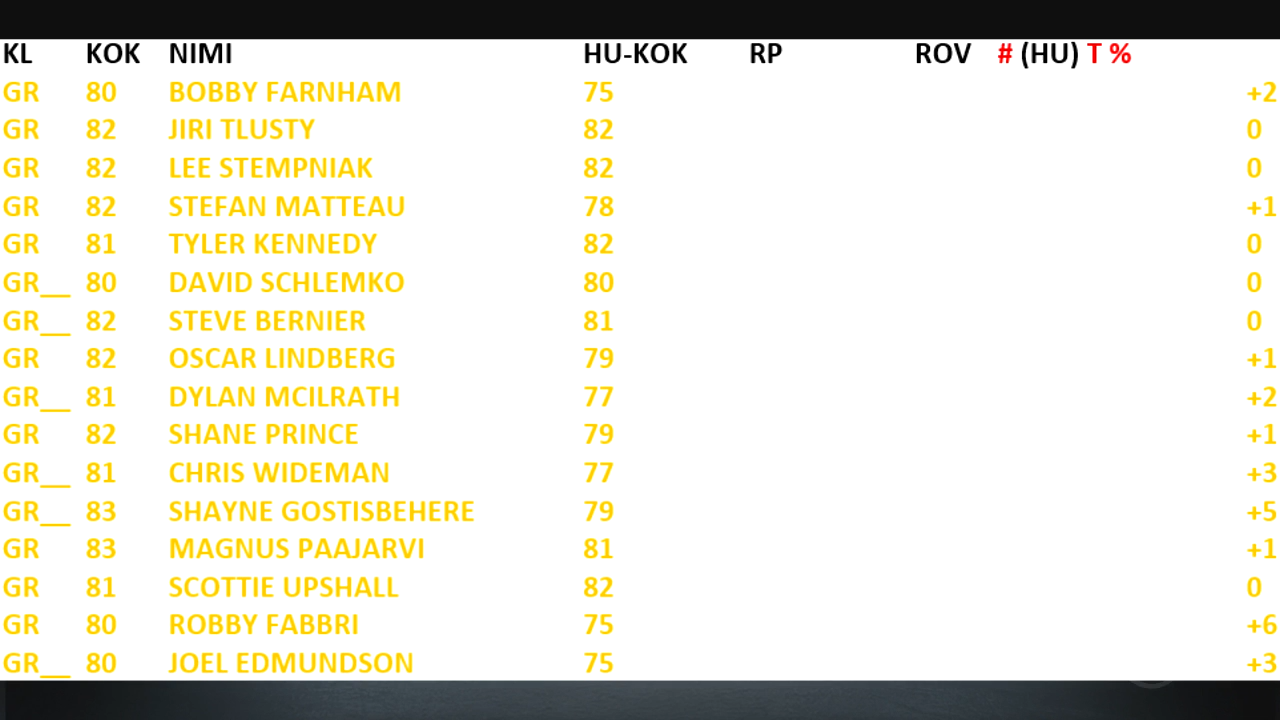 KL KOK NIMI HU-KOK RP ROV # (HU) T %
GR 80 BOBBY FARNHAM 75 +2
GR 82 JIRI TLUSTY 82 0
GR 82 LEE STEMPNIAK 82 0
GR 82 STEFAN MATTEAU 78 +1
GR 81 TYLER KENNEDY 82 0
GR__ 80 DAVID SCHLEMKO 80 0
GR__ 82 STEVE BERNIER 81 0
GR 82 OSCAR LINDBERG 79 +1
GR__ 81 DYLAN MCILRATH 77 +2
GR 82 SHANE PRINCE 79 +1
GR__ 81 CHRIS WIDEMAN 77 +3
GR__ 83 SHAYNE GOSTISBEHERE 79 +5
GR 83 MAGNUS PAAJARVI 81 +1
GR 81 SCOTTIE UPSHALL 82 0
GR 80 ROBBY FABBRI 75 +6
GR__ 80 JOEL EDMUNDSON 75 +3